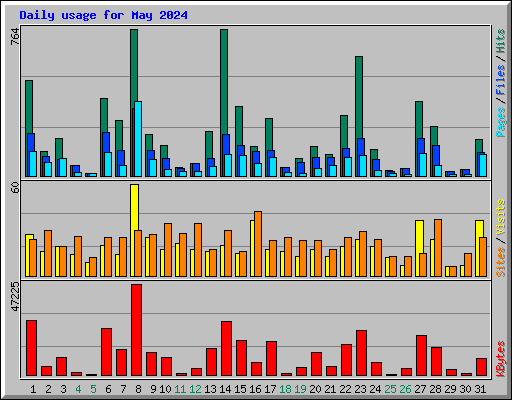 Daily usage for May 2024
764
Pages / Files / Hits
60
Sites / Visits
47225
KBytes
1 2 3 4 5 6 7 8 9 10 11 12 13 14 15 16 17 18 19 20 21 22 23 24 25 26 27 28 29 30 31